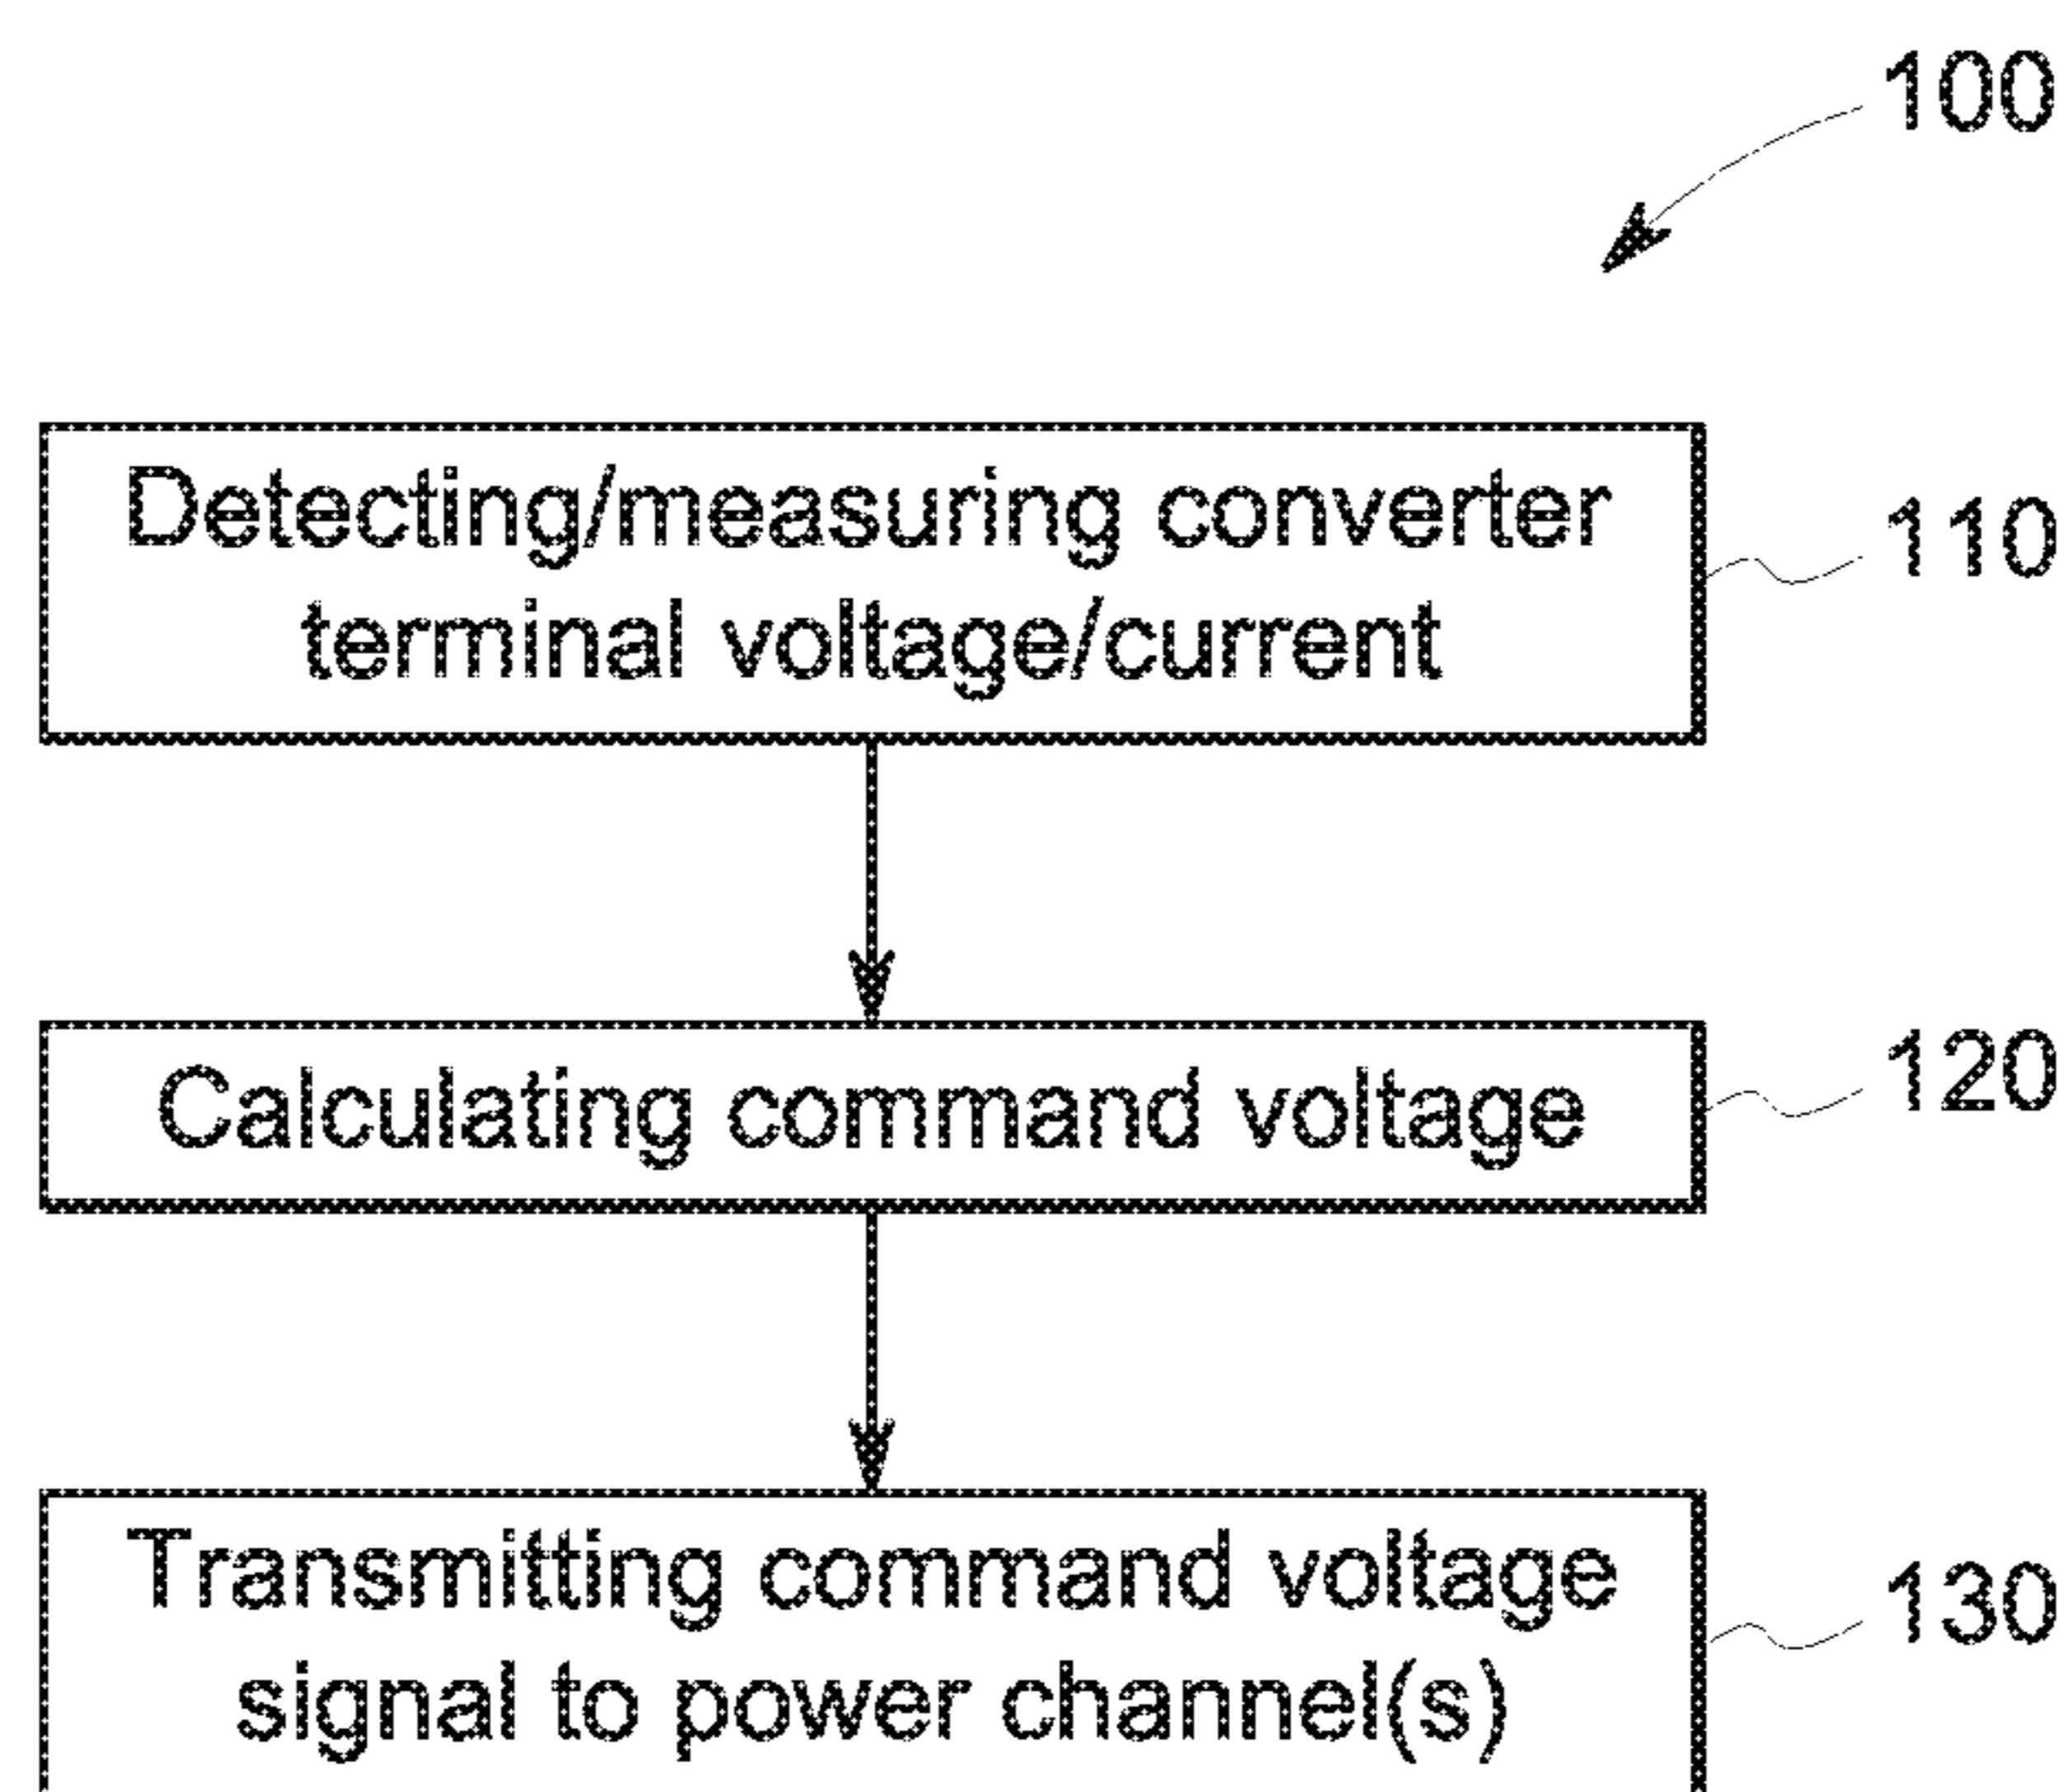 100
Detecting/measuring converter
terminal voltage/current
110
Calculating command voltage
120
Transmitting command voltage
signal to power channel(s)
130